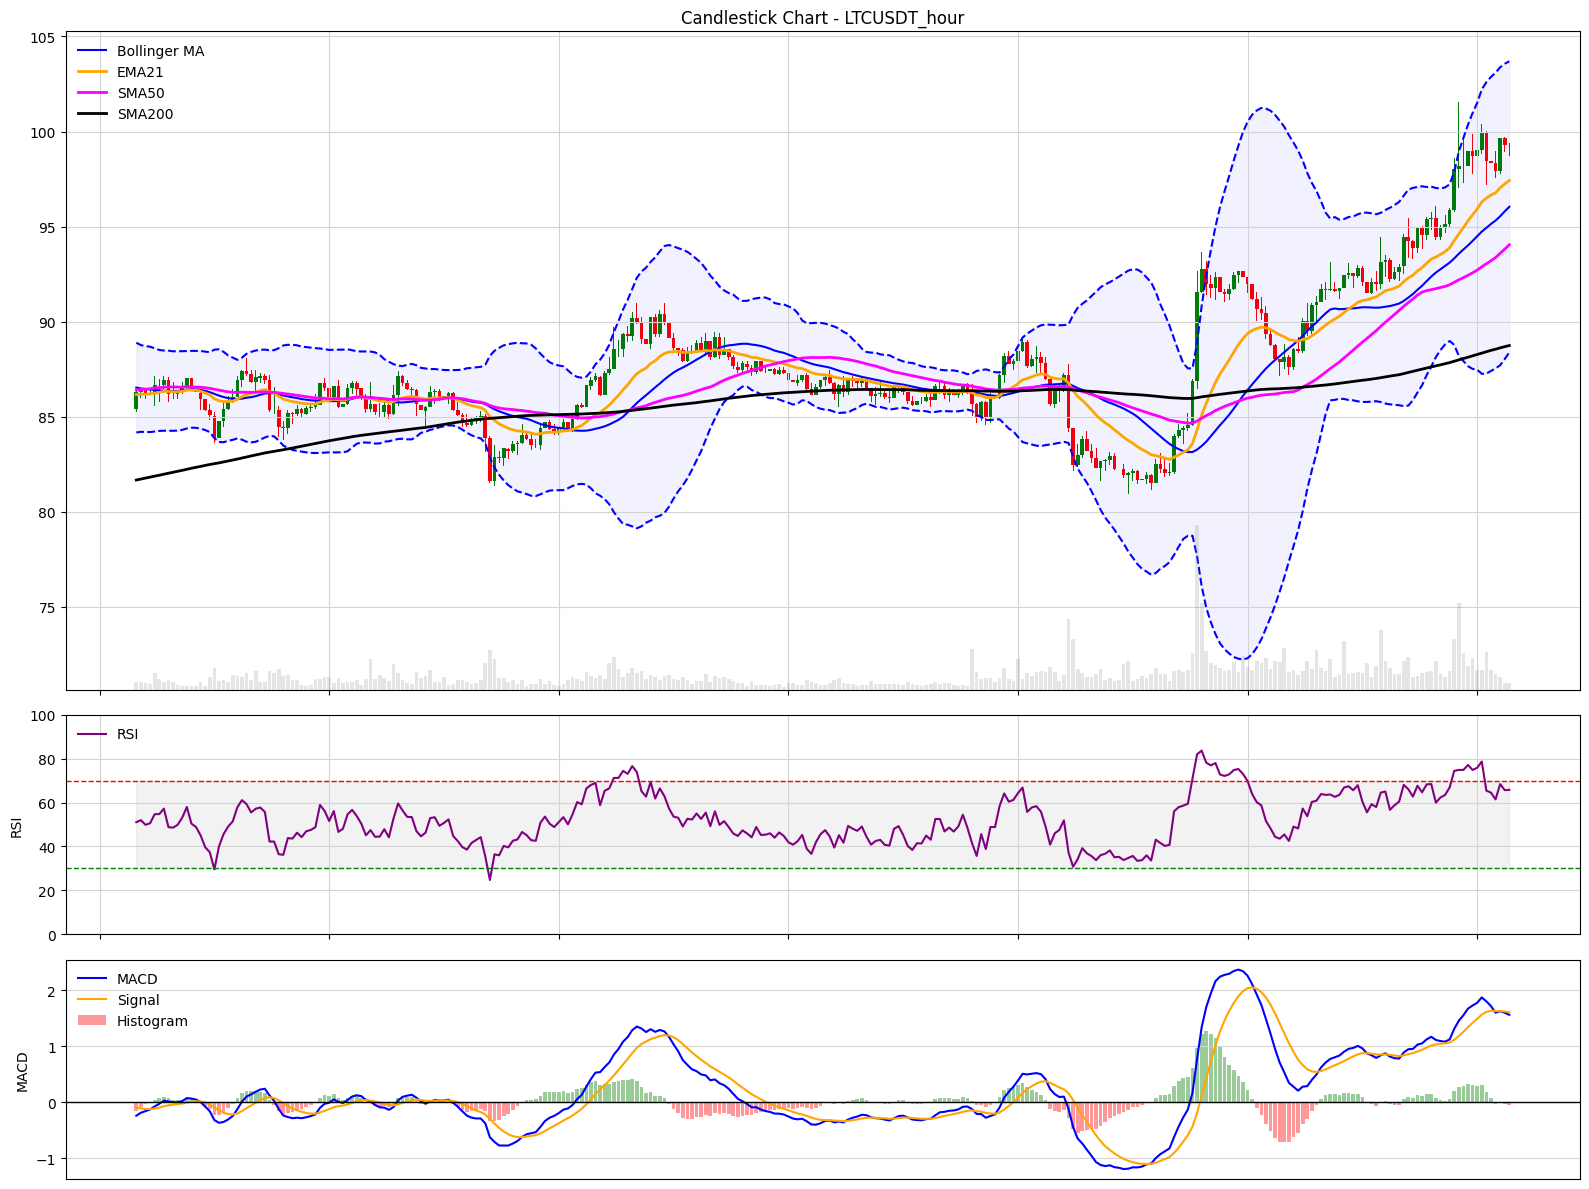 Candlestick Chart - LTCUSDT_hour
105
100
95
90
85
80
75
Bollinger MA
EMA21
SMA50
SMA200
100
80
60
40
20
0
RSI
RSI
2
1
0
−1
MACD
MACD
Signal
Histogram